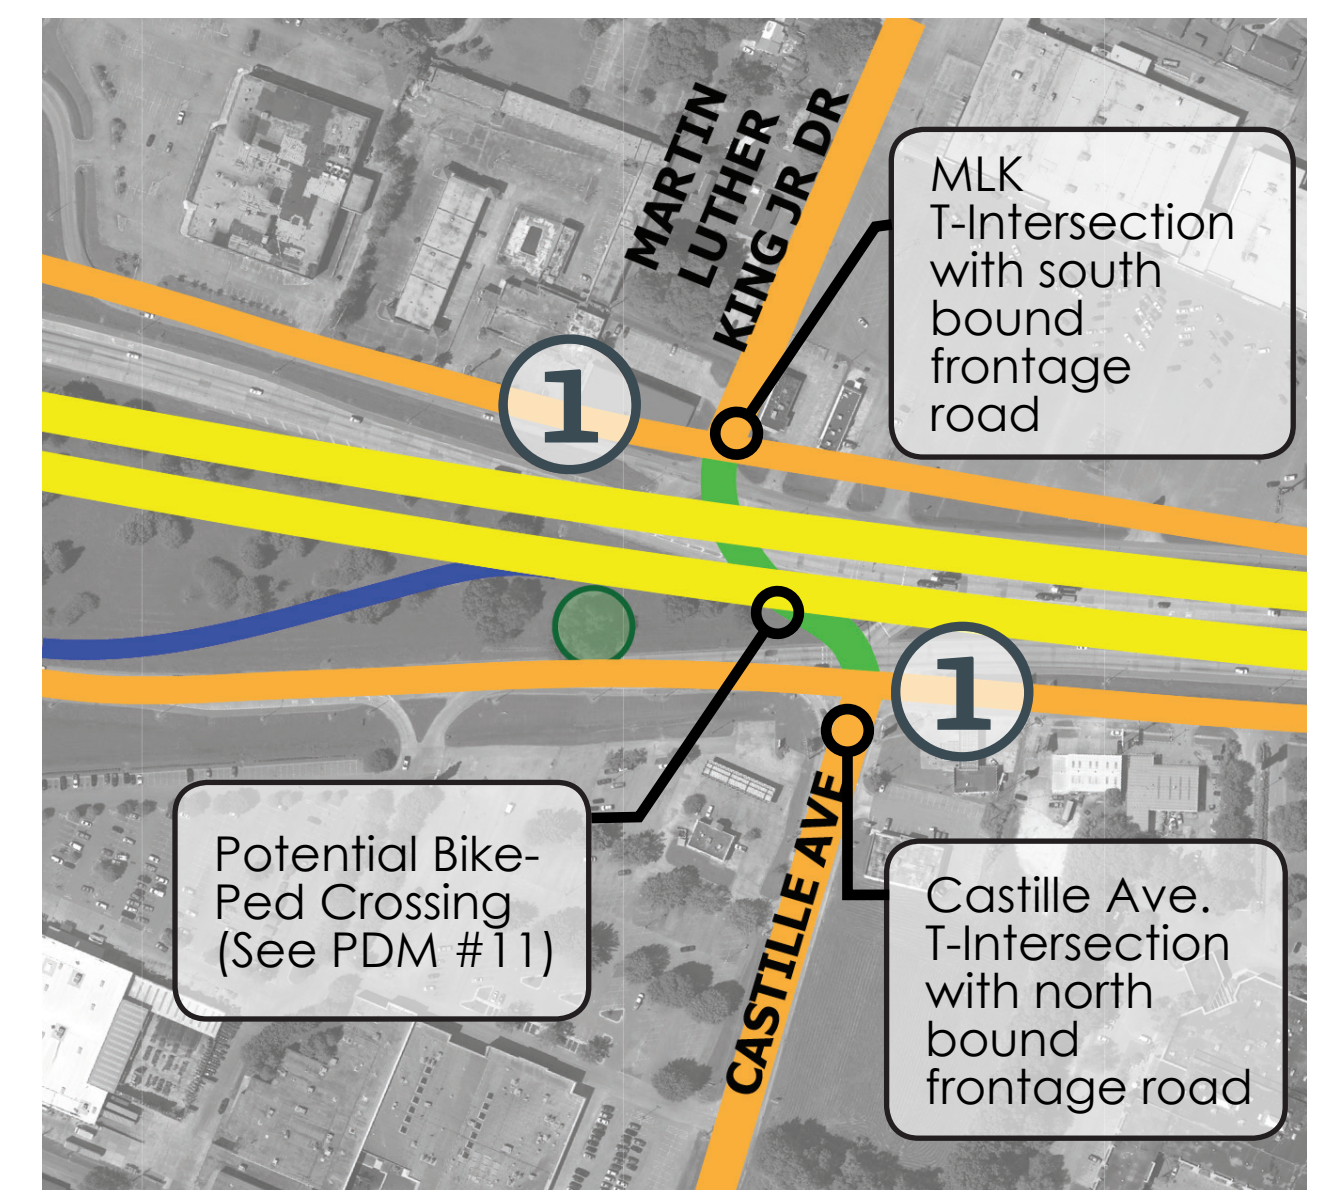 MARTIN
LUTHER
KING JR DR
MLK
T-Intersection
with south
bound
frontage
road
1
1
Potential Bike-
Ped Crossing
(See PDM #11)
CASTILLE AVE
Castille Ave.
T-Intersection
with north
bound
frontage road